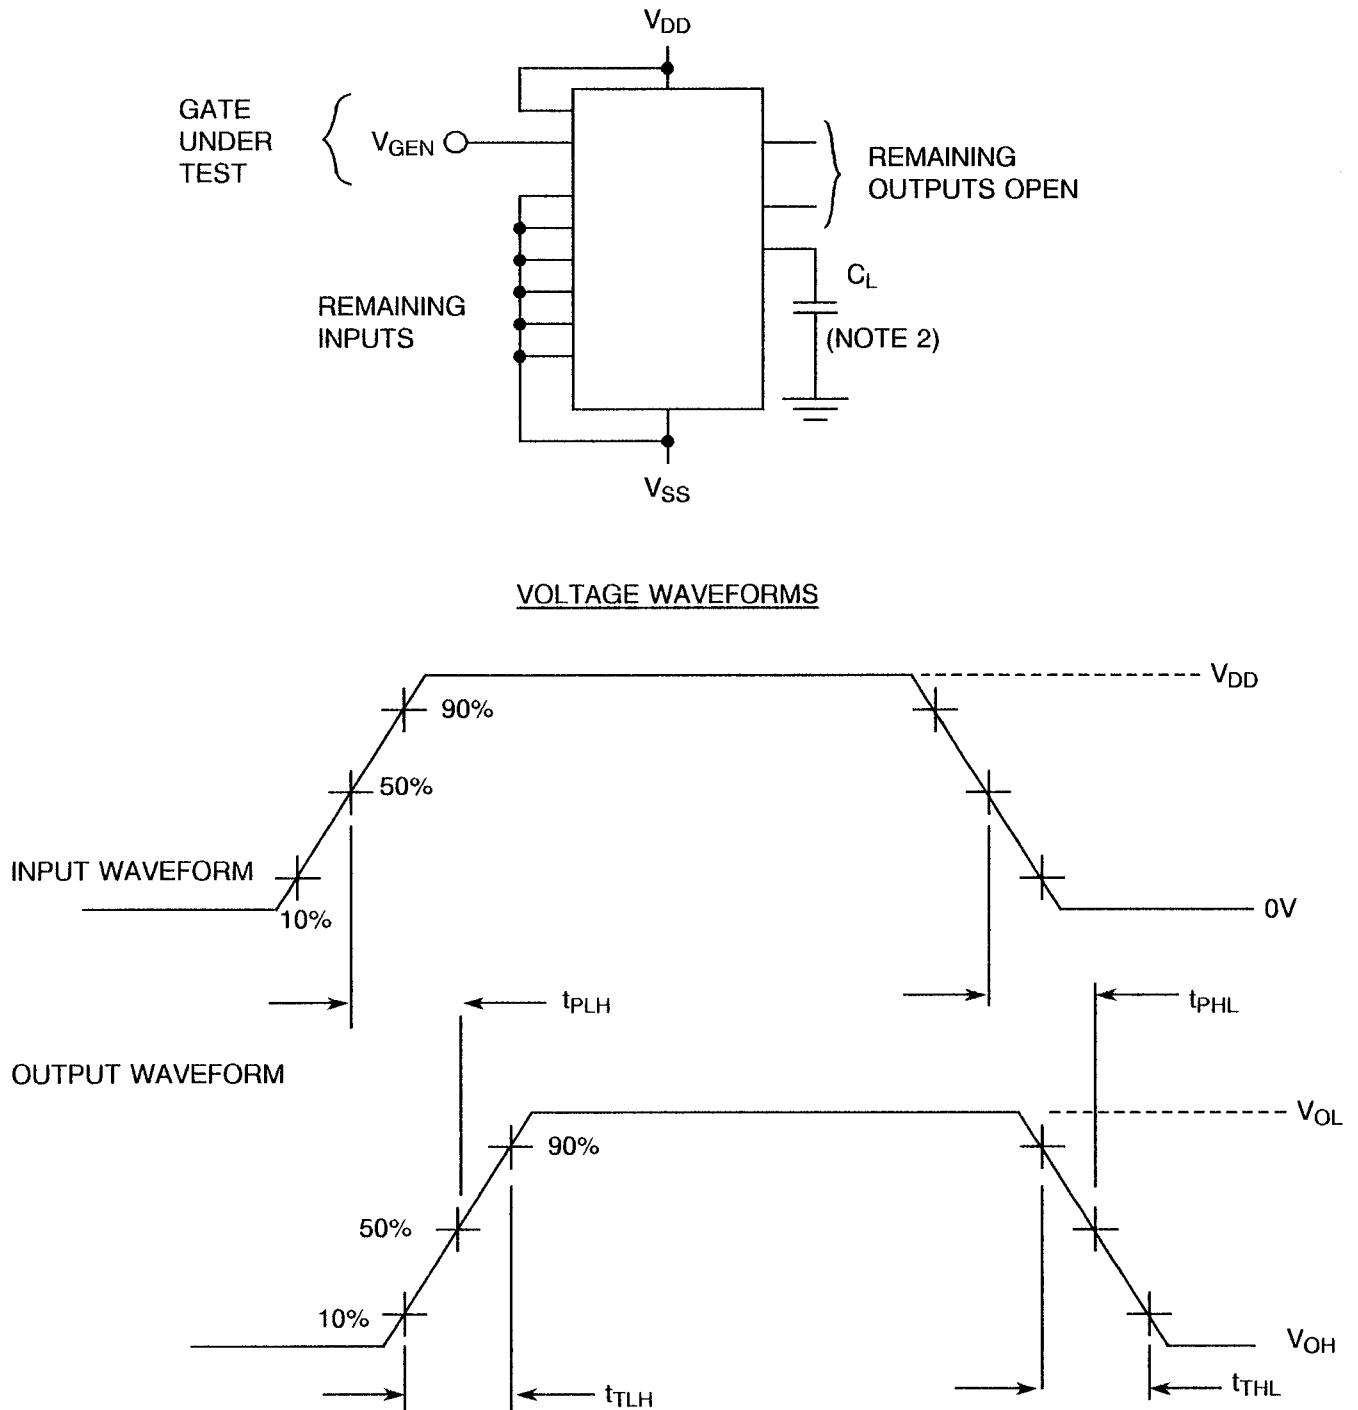 VDD
GATE
UNDER
TEST
VGEN
REMAINING
OUTPUTS OPEN
CL
(NOTE 2)
REMAINING
INPUTS
VSS
VOLTAGE WAVEFORMS
VDD
90%
50%
INPUT WAVEFORM
10%
0V
tPLH
tPHL
OUTPUT WAVEFORM
VOL
90%
50%
10%
VOH
tTLH
tTHL